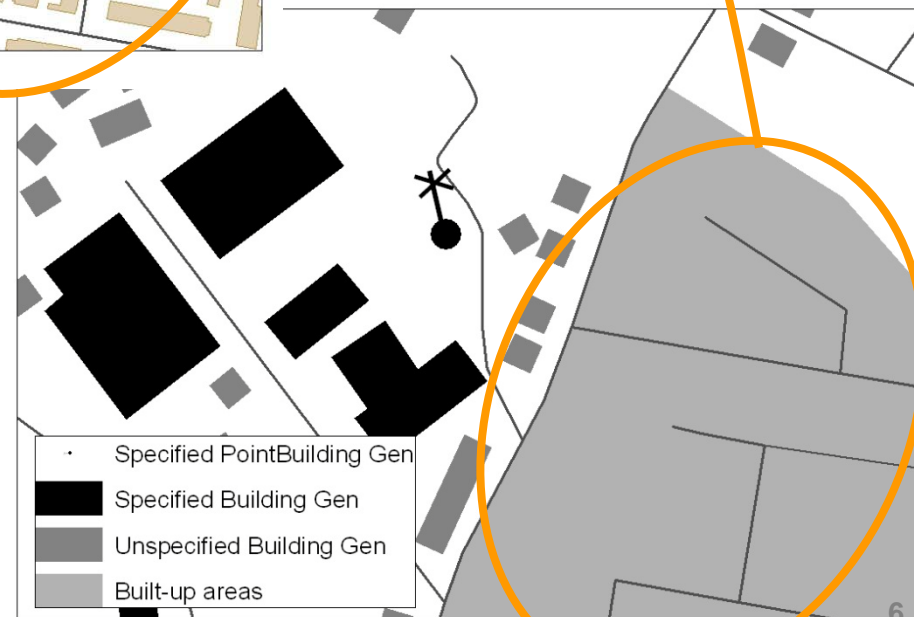 Specified PointBuilding Gen
Specified Building Gen
Unspecified Building Gen
Built-up areas
6